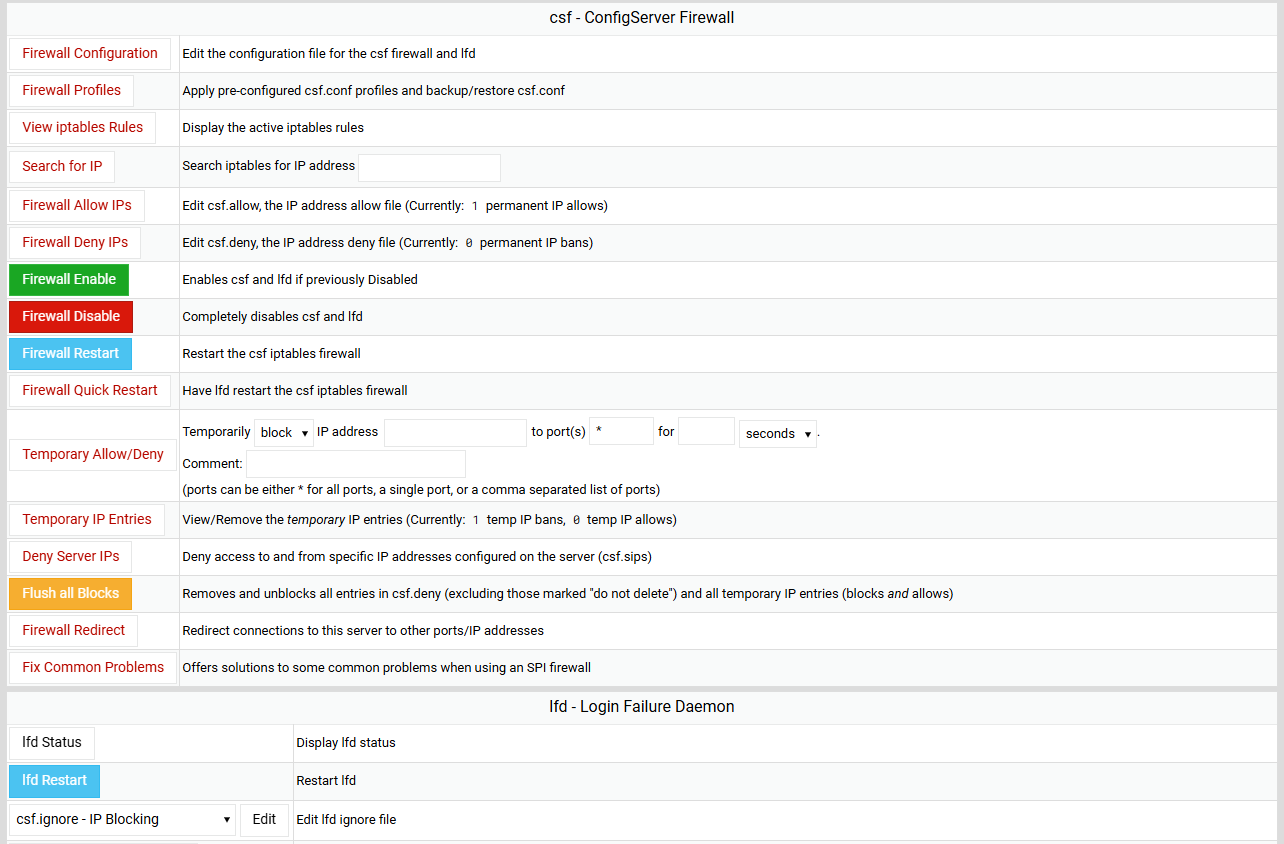 csf - ConfigServer Firewall
Firewall Configuration Edit the configuration file for the csf firewall and lfd
Firewall Profiles Apply pre-configured csf.conf profiles and backup/restore csf.conf
View iptables Rules Display the active iptables rules
Search for IP Search iptables for IP address
Firewall Allow IPs Edit csf.allow, the IP address allow file (Currently: 1 permanent IP allows)
Firewall Deny IPs Edit csf.deny, the IP address deny file (Currently: 0 permanent IP bans)
Firewall Enable Enables csf and lfd if previously Disabled
Firewall Disable Completely disables csf and lfd
Firewall Restart Restart the csf iptables firewall
Firewall Quick Restart Have lfd restart the csf iptables firewall
Temporarily block IP address to port(s) * for seconds .
Temporary Allow/Deny Comment:
(ports can be either * for all ports, a single port, or a comma separated list of ports)
Temporary IP Entries View/Remove the temporary IP entries (Currently: 1 temp IP bans, 0 temp IP allows)
Deny Server IPs Deny access to and from specific IP addresses configured on the server (csf.sips)
Flush all Blocks Removes and unblocks all entries in csf.deny (excluding those marked "do not delete") and all temporary IP entries (blocks and allows)
Firewall Redirect Redirect connections to this server to other ports/IP addresses
Fix Common Problems Offers solutions to some common problems when using an SPI firewall
lfd - Login Failure Daemon
lfd Status Display lfd status
lfd Restart Restart lfd
csf.ignore - IP Blocking Edit Edit lfd ignore file